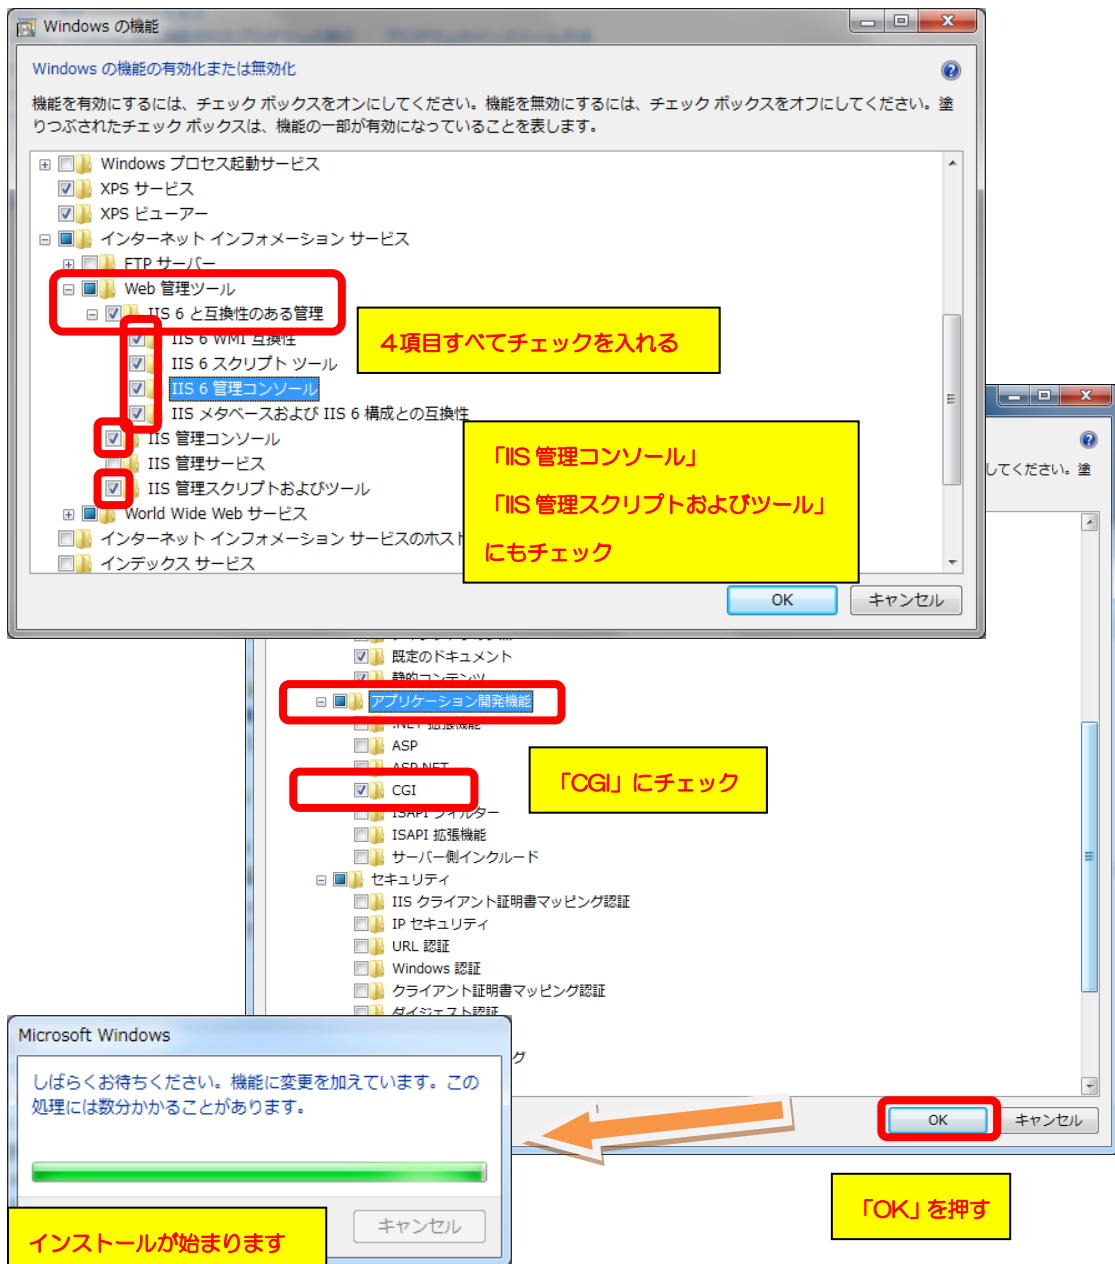 Windows の機能
Windows の機能の有効化または無効化
機能を有効にするには、チェック ボックスをオンにしてください。機能を無効にするには、チェック ボックスをオフにしてください。塗
りつぶされたチェック ボックスは、機能の一部が有効になっていることを表します。
Windows プロセス起動サービス
XPS サービス
XPS ビューアー
インターネット インフォメーション サービス
FTP サーバー
Web 管理ツール
IIS 6 と互換性のある管理
IIS 6 WMI 互換性
IIS 6 スクリプト ツール
IIS 6 管理コンソール
IIS メタベースおよび IIS 6 構成との互換性
IIS 管理コンソール
IIS 管理サービス
IIS 管理スクリプトおよびツール
World Wide Web サービス
インターネット インフォメーション サービスのホスト
インデックス サービス
OK
キャンセル
4項目すべてチェックを入れる
「IIS 管理コンソール」
「IIS 管理スクリプトおよびツール」
にもチェック
してください。塗
既定のドキュメント
静的コンテンツ
アプリケーション開発機能
.NET 拡張機能
ASP
ASP.NET
CGI
ISAPI フィルター
ISAPI 拡張機能
サーバー側インクルード
セキュリティ
IIS クライアント証明書マッピング認証
IP セキュリティ
URL 認証
Windows 認証
クライアント証明書マッピング認証
ダイジェスト認証
グ
OK
キャンセル
「CGI」にチェック
「OK」を押す
Microsoft Windows
しばらくお待ちください。機能に変更を加えています。この
処理には数分かかることがあります。
キャンセル
インストールが始まります